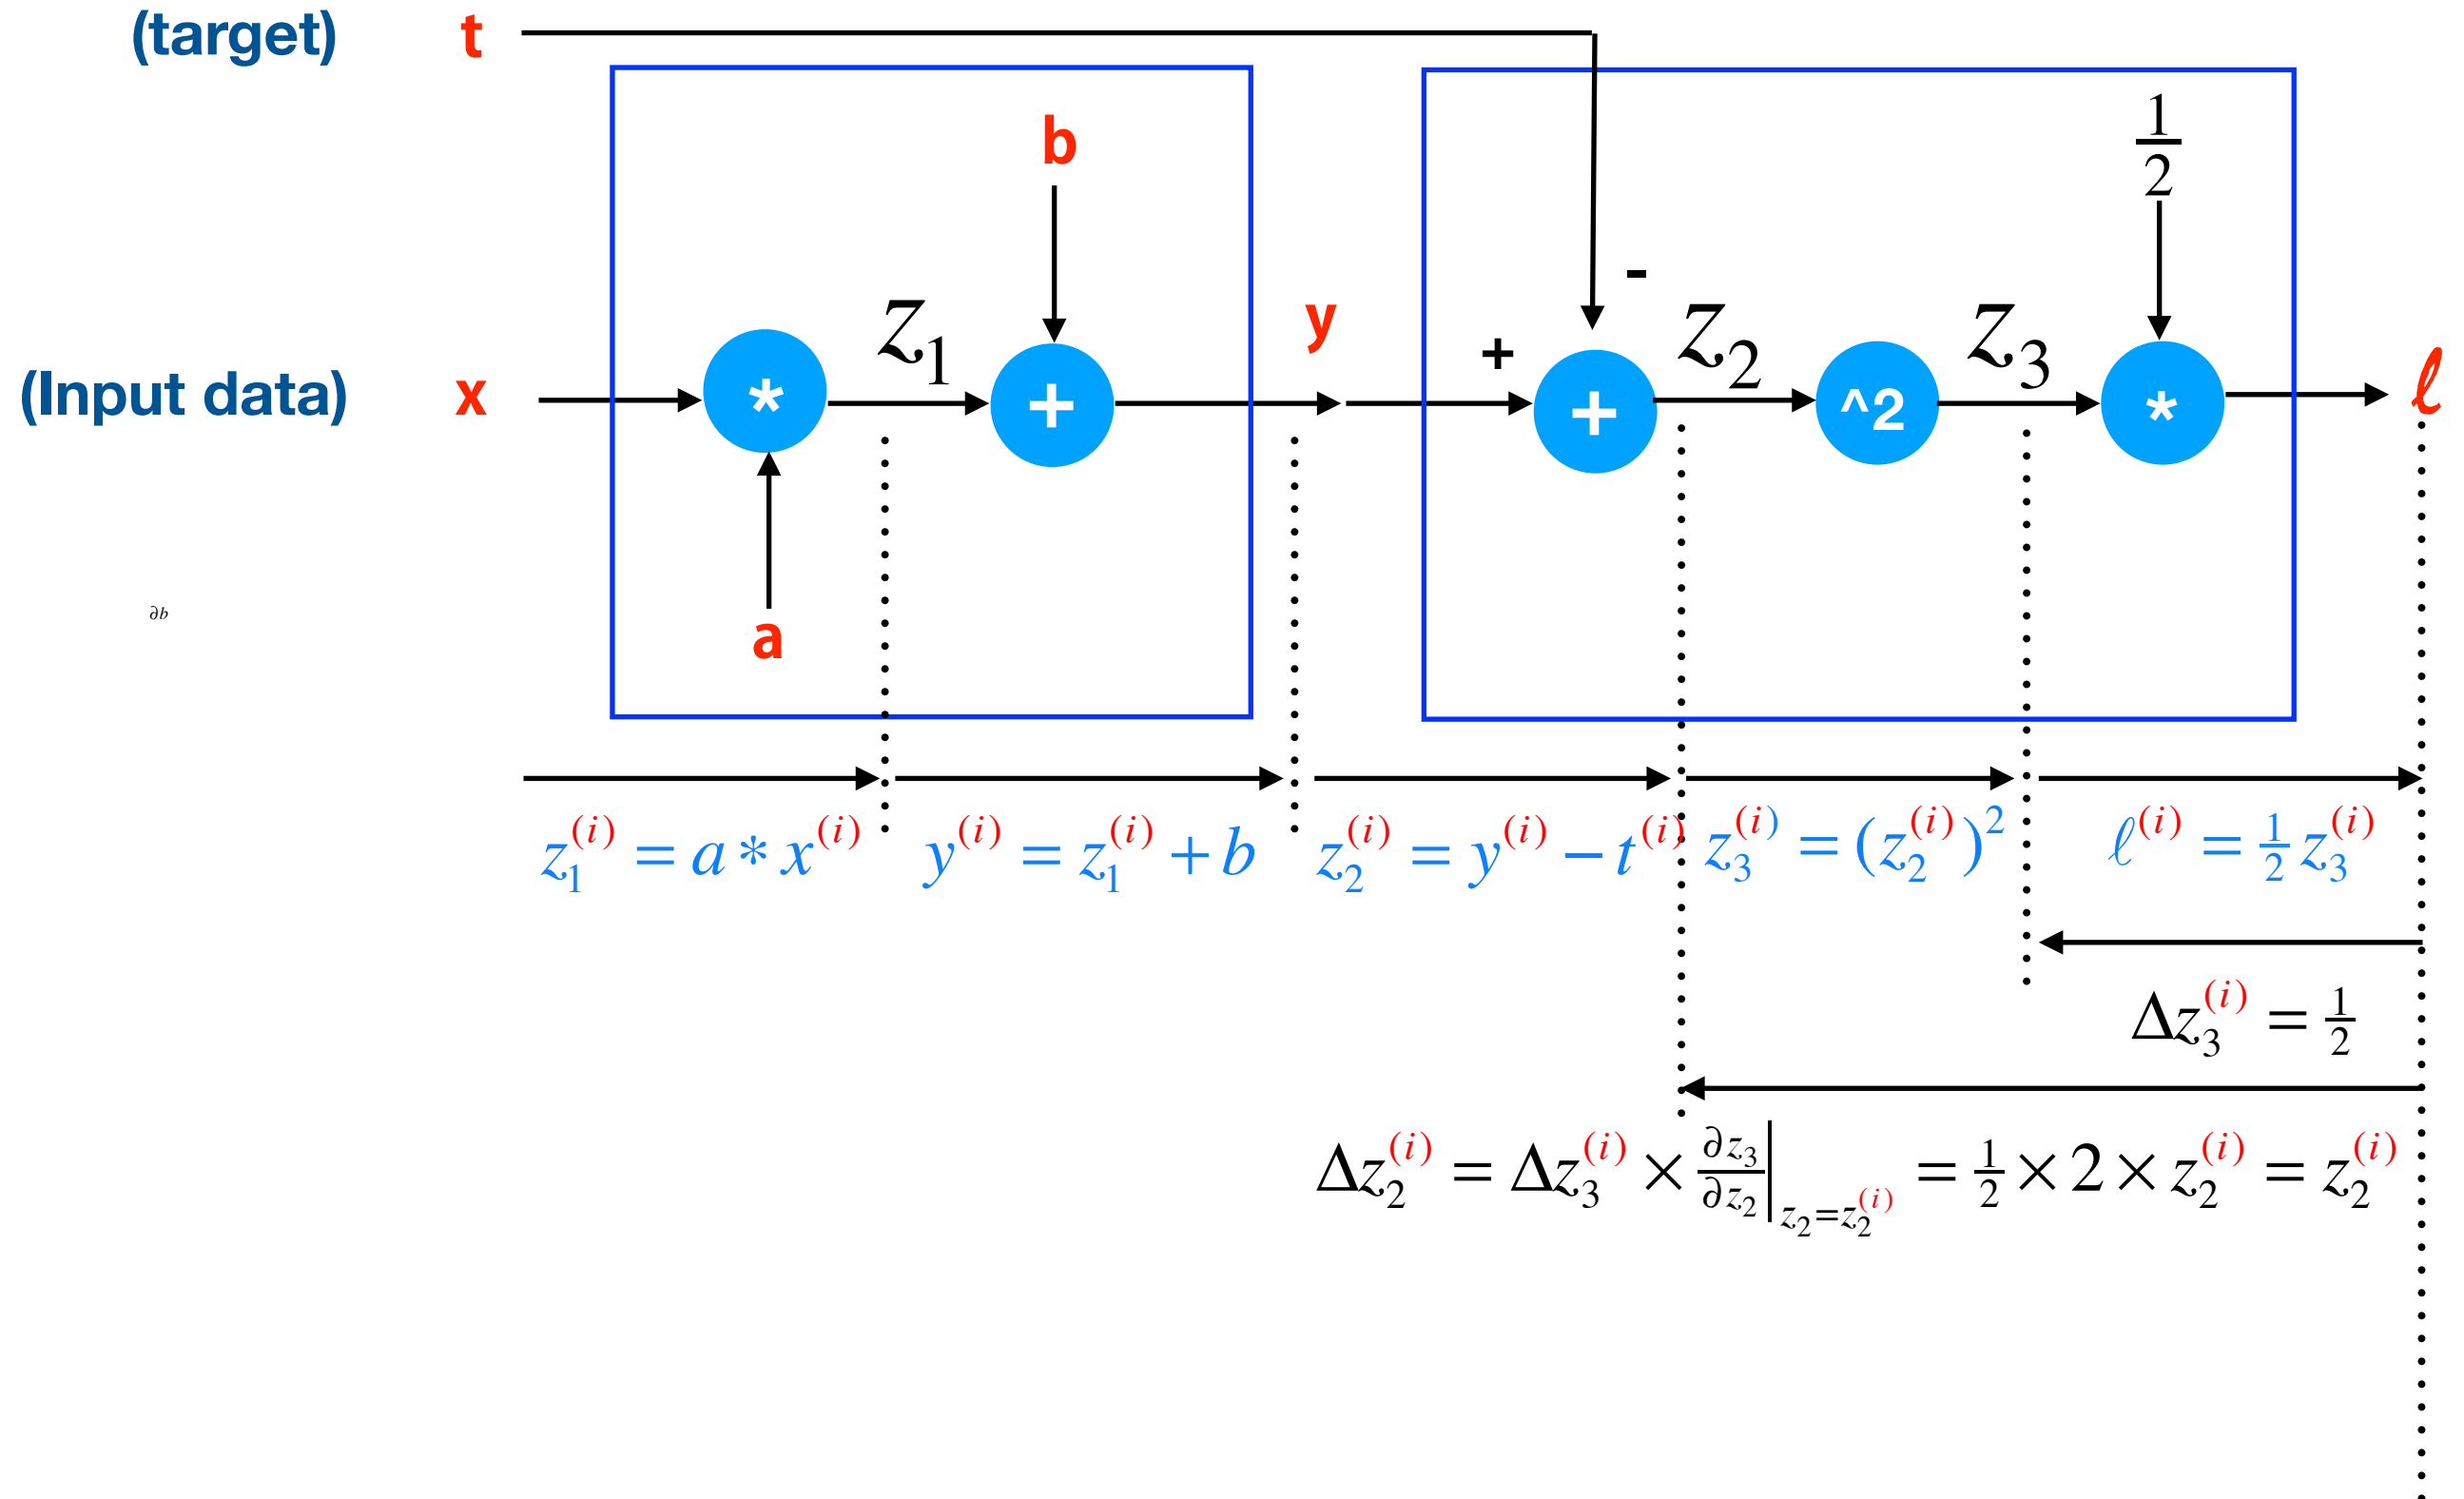 (target) t
b
1/2
z₁ y + - z₂ z₃
(Input data) x * + + ^2 * ℓ
∂b
a
z₁⁽ⁱ⁾ = a * x⁽ⁱ⁾ y⁽ⁱ⁾ = z₁⁽ⁱ⁾ + b z₂⁽ⁱ⁾ = y⁽ⁱ⁾ − t⁽ⁱ⁾ z₃⁽ⁱ⁾ = (z₂⁽ⁱ⁾)² ℓ⁽ⁱ⁾ = 1/2 z₃⁽ⁱ⁾
Δz₃⁽ⁱ⁾ = 1/2
Δz₂⁽ⁱ⁾ = Δz₃⁽ⁱ⁾ × ∂z₃/∂z₂ |z₂=z₂⁽ⁱ⁾ = 1/2 × 2 × z₂⁽ⁱ⁾ = z₂⁽ⁱ⁾